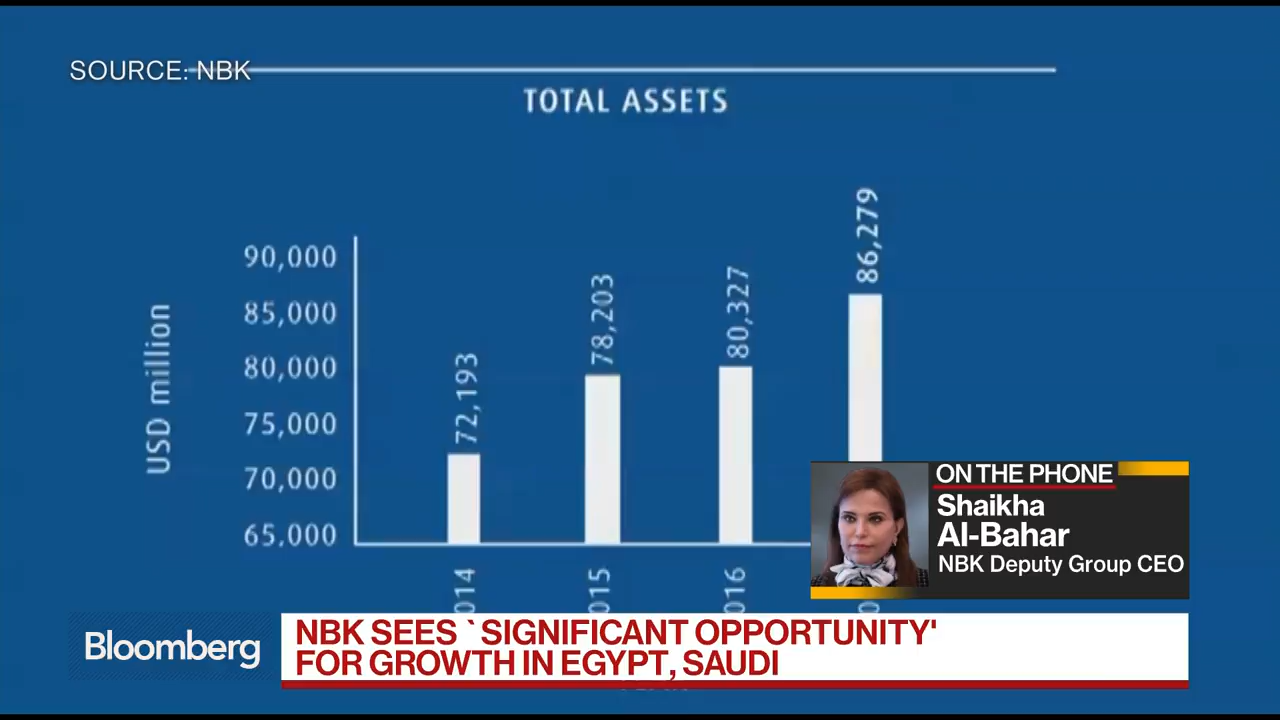 SOURCE: NBK
TOTAL ASSETS
USD million
90,000
85,000
80,000
75,000
70,000
65,000
72,193
78,203
80,327
86,279
014
015
016
ON THE PHONE
Shaikha
Al-Bahar
NBK Deputy Group CEO
Bloomberg
NBK SEES `SIGNIFICANT OPPORTUNITY'
FOR GROWTH IN EGYPT, SAUDI